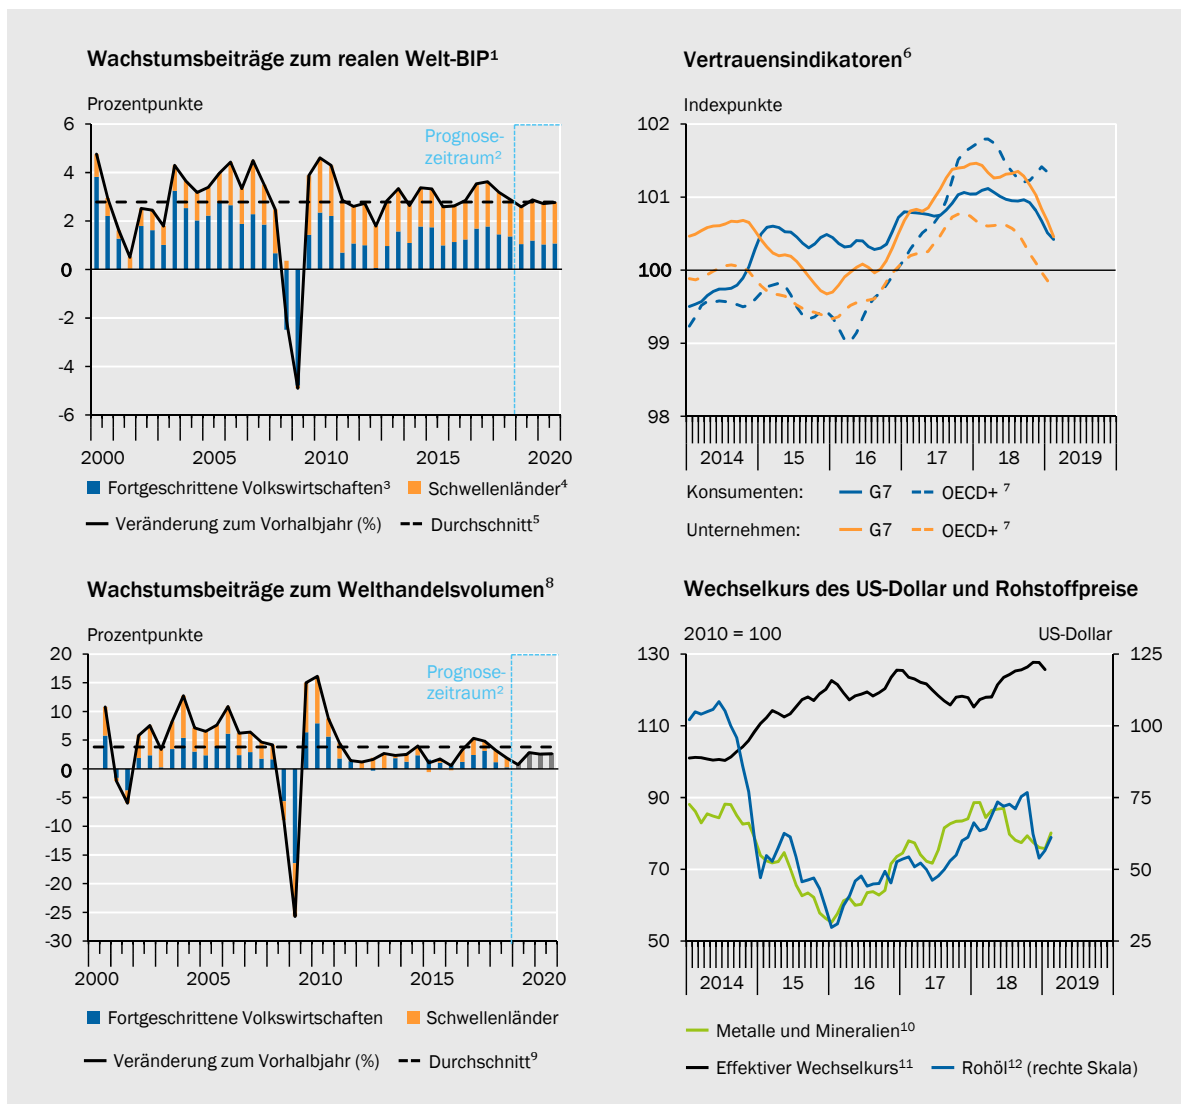 Wachstumsbeiträge zum realen Welt-BIP¹
Prozentpunkte
6
4
2
0
-2
-4
-6
Prognose-
zeitraum²
2000
2005
2010
2015
2020
Fortgeschrittene Volkswirtschaften³
Schwellenländer⁴
Veränderung zum Vorhalbjahr (%)
Durchschnitt⁵
Vertrauensindikatoren⁶
Indexpunkte
102
101
100
99
98
2014
15
16
17
18
2019
Konsumenten: G7 OECD+ ⁷
Unternehmen: G7 OECD+ ⁷
Wachstumsbeiträge zum Welthandelsvolumen⁸
Prozentpunkte
20
15
10
5
0
-5
-10
-15
-20
-25
-30
Prognose-
zeitraum²
2000
2005
2010
2015
2020
Fortgeschrittene Volkswirtschaften
Schwellenländer
Veränderung zum Vorhalbjahr (%)
Durchschnitt⁹
Wechselkurs des US-Dollar und Rohstoffpreise
2010 = 100
US-Dollar
130
110
90
70
50
125
100
75
50
25
2014
15
16
17
18
2019
Metalle und Mineralien¹⁰
Effektiver Wechselkurs¹¹
Rohöl¹² (rechte Skala)